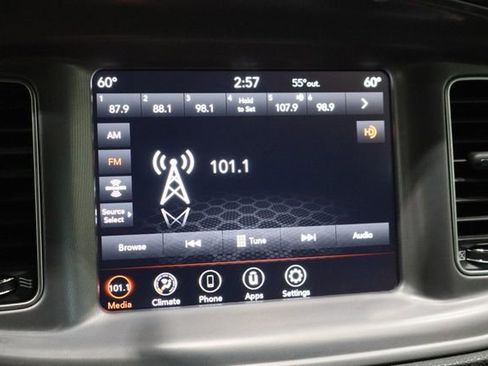 60° 2:57 55°out. 60°
1 2 3 4 5 6
87.9 88.1 98.1 Hold to Set 107.9 98.9
AM
FM
101.1
Source
Select
Browse Tune Audio
101.1
Media Climate Phone Apps Settings